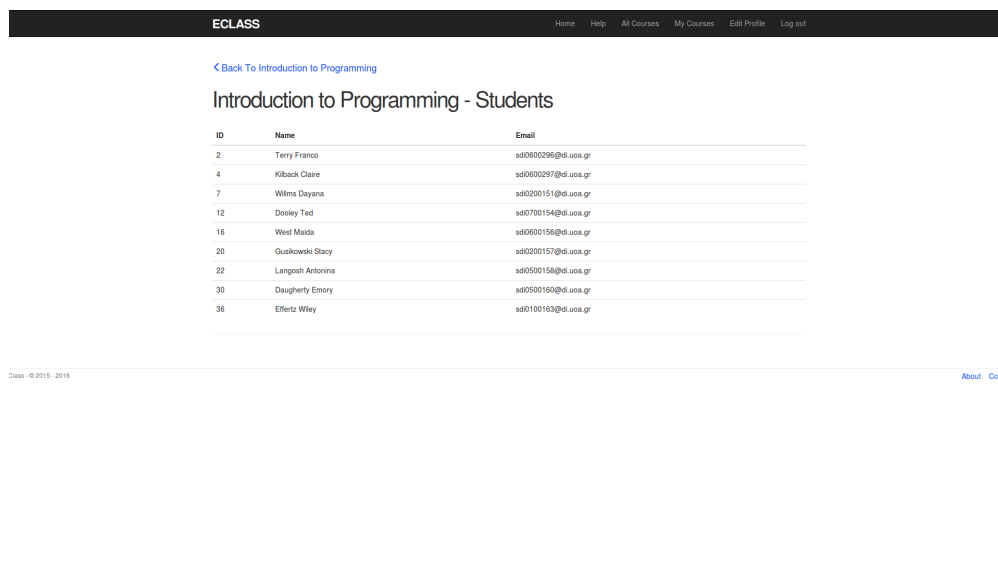 ECLASS Home Help All Courses My Courses Edit Profile Log out
Back To Introduction to Programming
Introduction to Programming - Students
ID Name Email
2 Terry Franco sdi0600296@di.uoa.gr
4 Kilback Claire sdi0600297@di.uoa.gr
7 Willms Dayana sdi0200151@di.uoa.gr
12 Dooley Ted sdi0700154@di.uoa.gr
16 West Maida sdi0600156@di.uoa.gr
20 Gusikowski Stacy sdi0200157@di.uoa.gr
22 Langosh Antonina sdi0500158@di.uoa.gr
30 Daugherty Emory sdi0500160@di.uoa.gr
36 Effertz Wiley sdi0100163@di.uoa.gr
Class - © 2015 - 2016 About Co